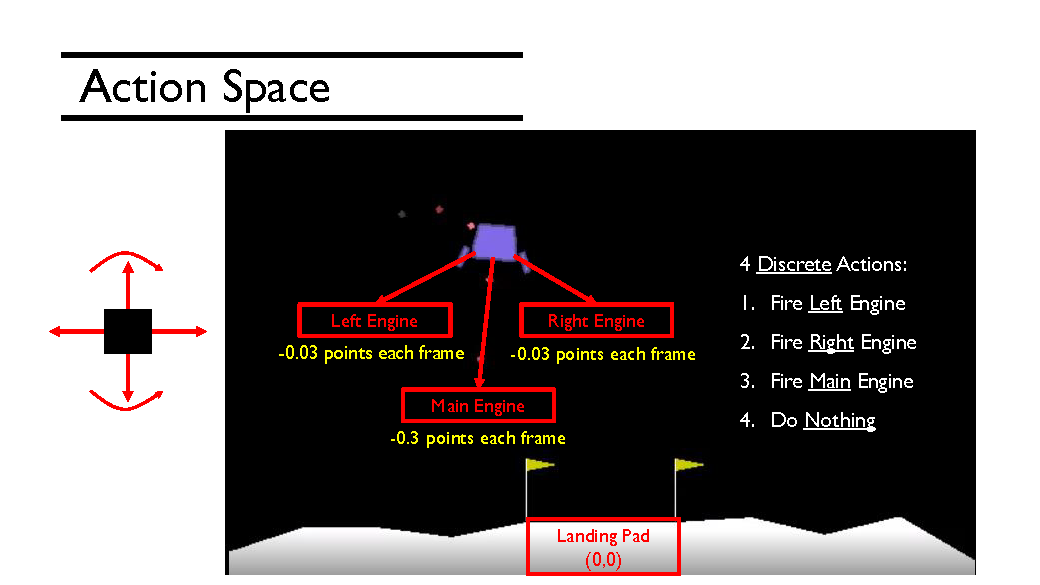 Action Space
Left Engine
-0.03 points each frame
Right Engine
-0.03 points each frame
Main Engine
-0.3 points each frame
4 Discrete Actions:
1. Fire Left Engine
2. Fire Right Engine
3. Fire Main Engine
4. Do Nothing
Landing Pad
(0,0)